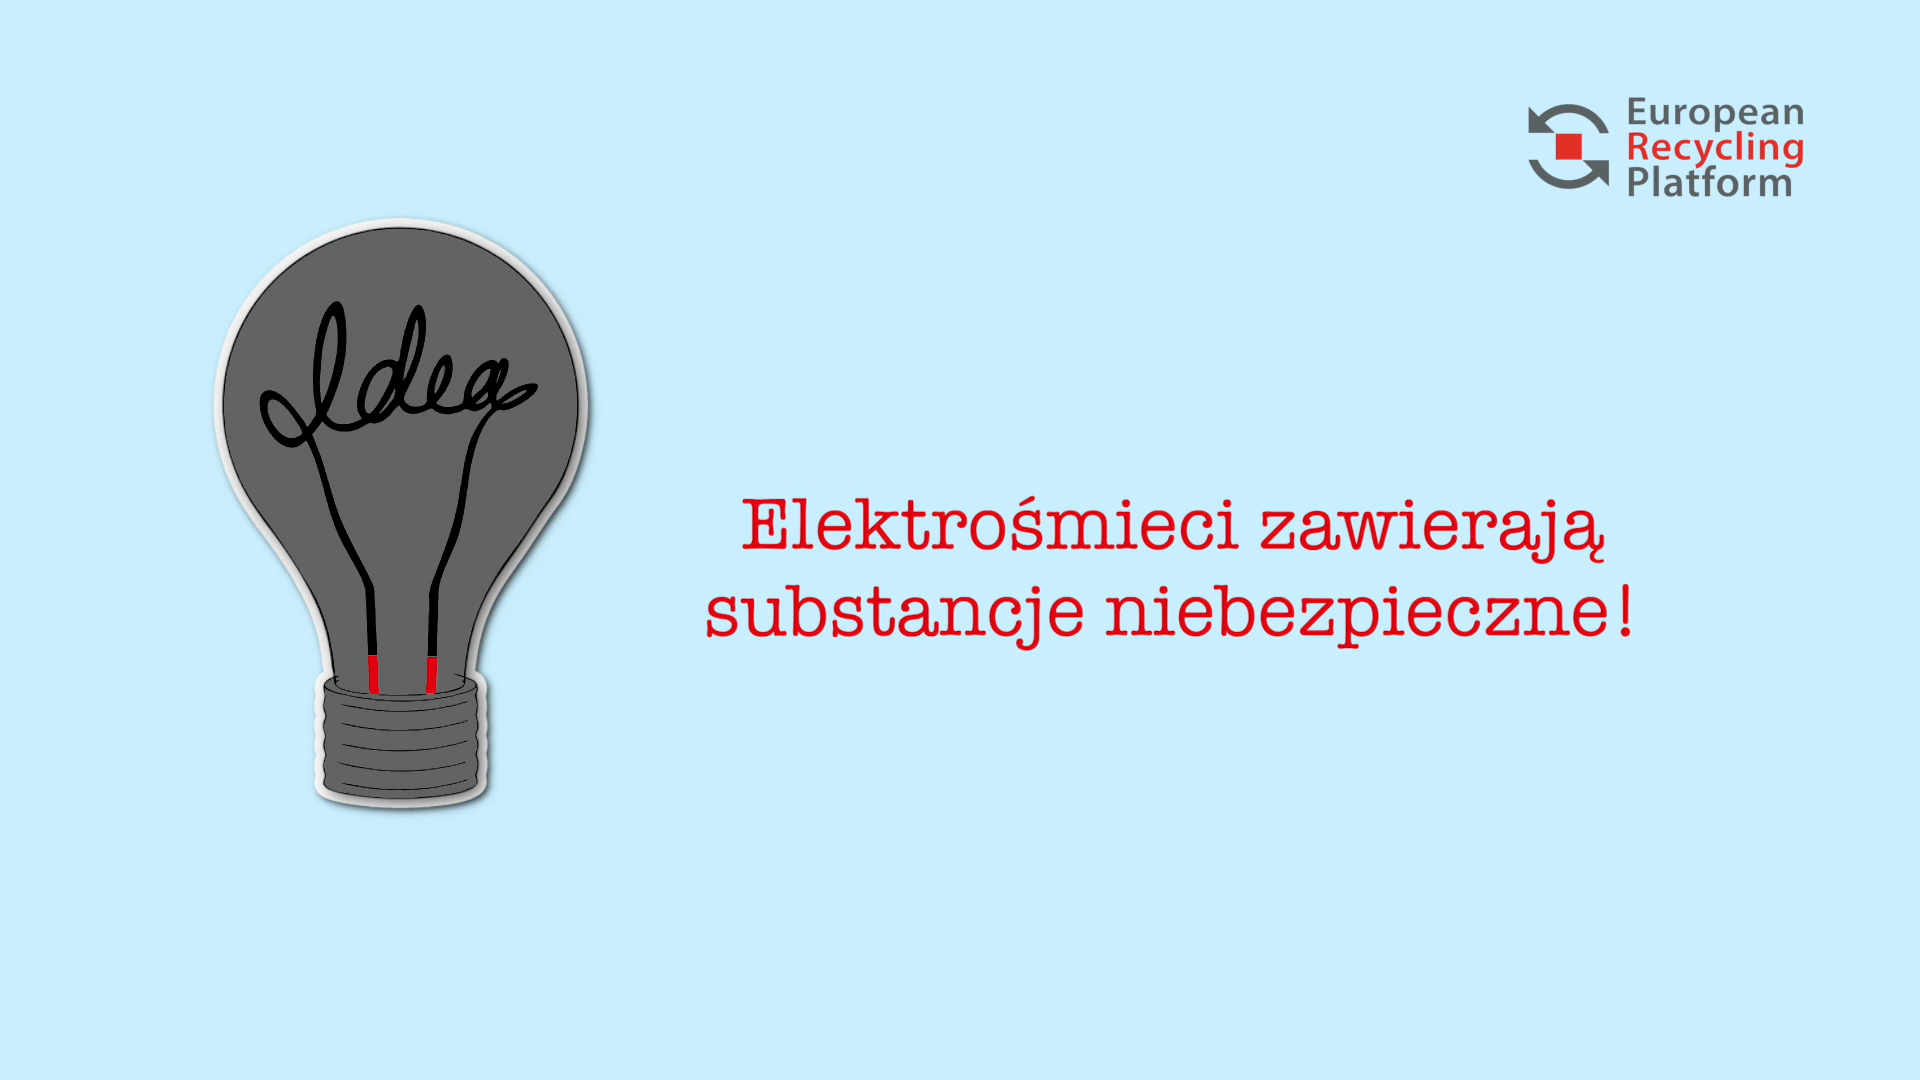 European
Recycling
Platform
Idea
Elektrośmieci zawierają
substancje niebezpieczne!